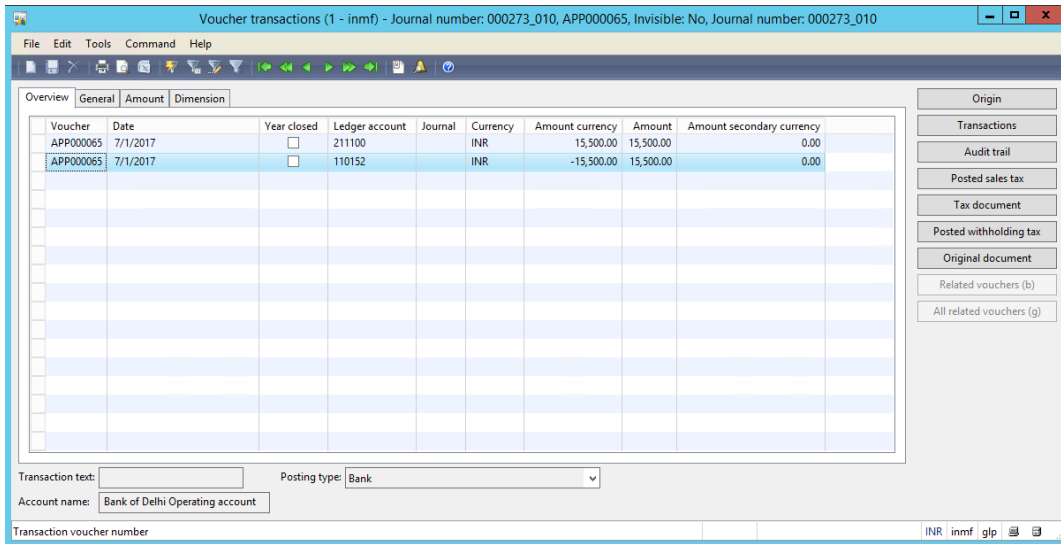 Voucher transactions (1 - inmf) - Journal number: 000273_010, APP000065, Invisible: No, Journal number: 000273_010
File Edit Tools Command Help
Overview General Amount Dimension
Voucher Date Year closed Ledger account Journal Currency Amount currency Amount Amount secondary currency
APP000065 7/1/2017 211100 INR 15,500.00 15,500.00 0.00
APP000065 7/1/2017 110152 INR -15,500.00 15,500.00 0.00
Origin
Transactions
Audit trail
Posted sales tax
Tax document
Posted withholding tax
Original document
Related vouchers (b)
All related vouchers (g)
Transaction text: Posting type: Bank
Account name: Bank of Delhi Operating account
Transaction voucher number INR inmf glp